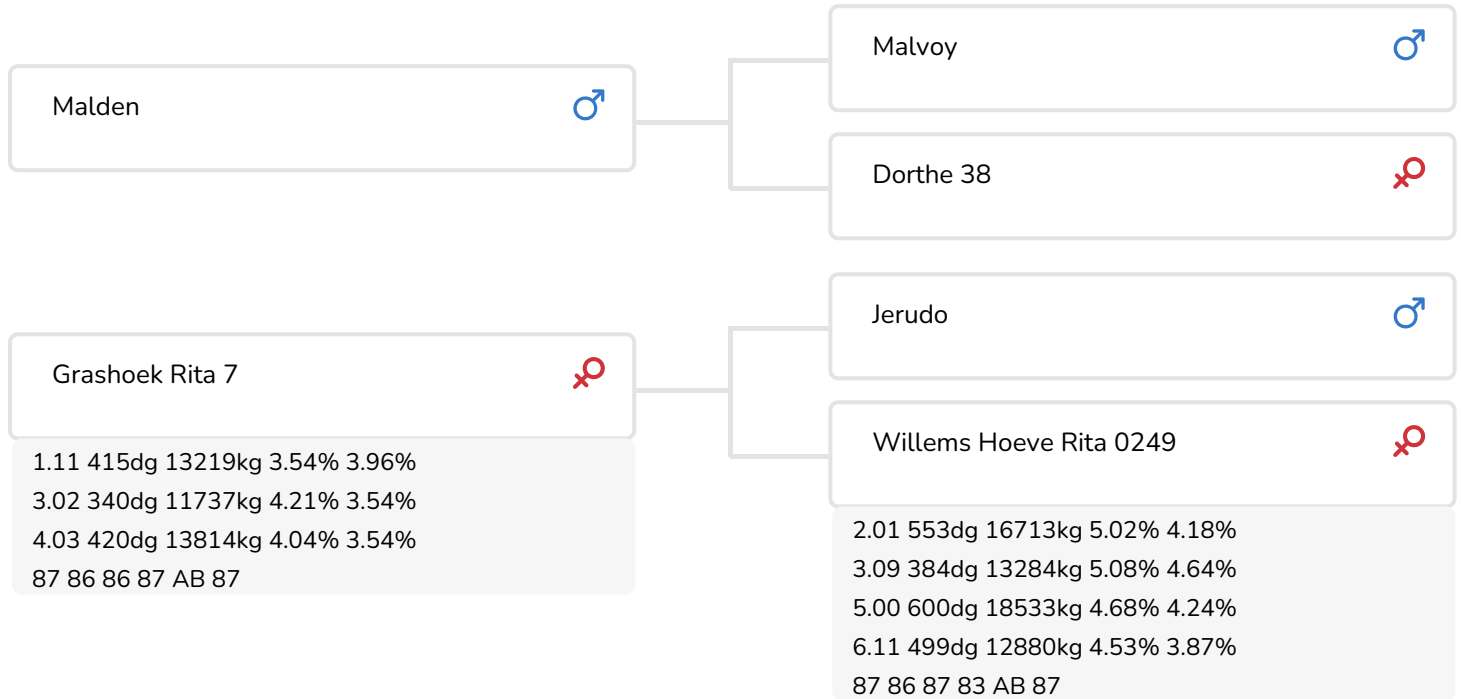 Malden
Malvoy
Dorthe 38
Grashoek Rita 7
1.11 415dg 13219kg 3.54% 3.96%
3.02 340dg 11737kg 4.21% 3.54%
4.03 420dg 13814kg 4.04% 3.54%
87 86 86 87 AB 87
Jerudo
Willems Hoeve Rita 0249
2.01 553dg 16713kg 5.02% 4.18%
3.09 384dg 13284kg 5.08% 4.64%
5.00 600dg 18533kg 4.68% 4.24%
6.11 499dg 12880kg 4.53% 3.87%
87 86 87 83 AB 87